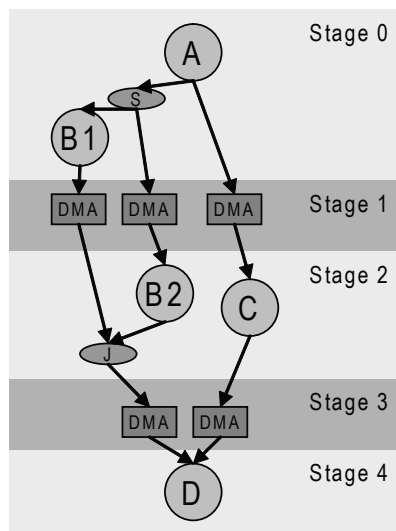 Stage 0
A
S
B1
DMA DMA DMA Stage 1
Stage 2
B2
C
J
DMA DMA Stage 3
Stage 4
D